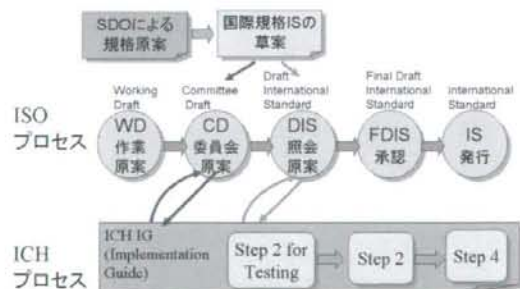 SDOによる
規格原案
国際規格ISの
草案
Working
Draft
Committee
Draft
Draft
International
Standard
Final Draft
International
Standard
International
Standard
ISO
プロセス
WD
作業
原案
CD
委員会
原案
DIS
照会
原案
FDIS
承認
IS
発行
ICH
プロセス
ICH IG
(Implementation
Guide)
Step 2 for
Testing
Step 2
Step 4